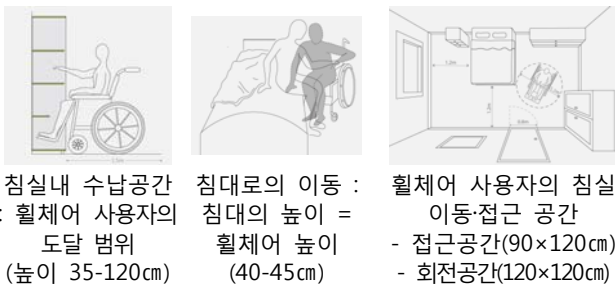 침실내 수납공간
: 휠체어 사용자의
도달 범위
(높이 35-120㎝)
침대로의 이동 :
침대의 높이 =
휠체어 높이
(40-45㎝)
휠체어 사용자의 침실
이동·접근 공간
- 접근공간(90×120㎝)
- 회전공간(120×120㎝)